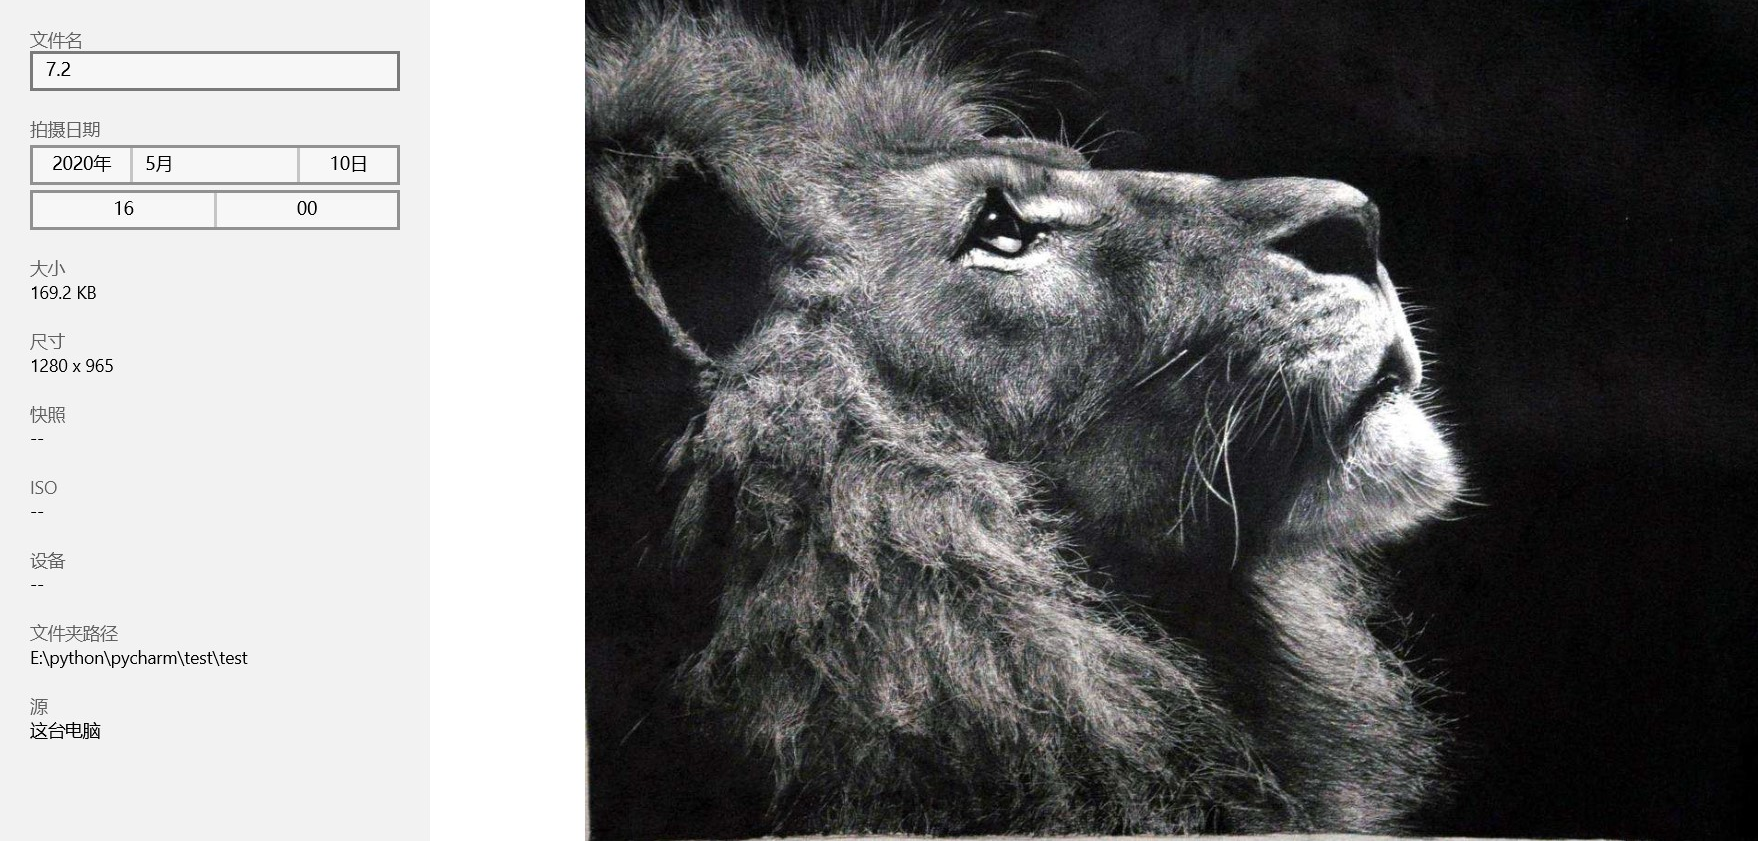 文件名
7.2
拍摄日期
2020年 5月 10日
16 00
大小
169.2 KB
尺寸
1280 x 965
快照
--
ISO
--
设备
--
文件夹路径
E:\python\pycharm\test\test
源
这台电脑